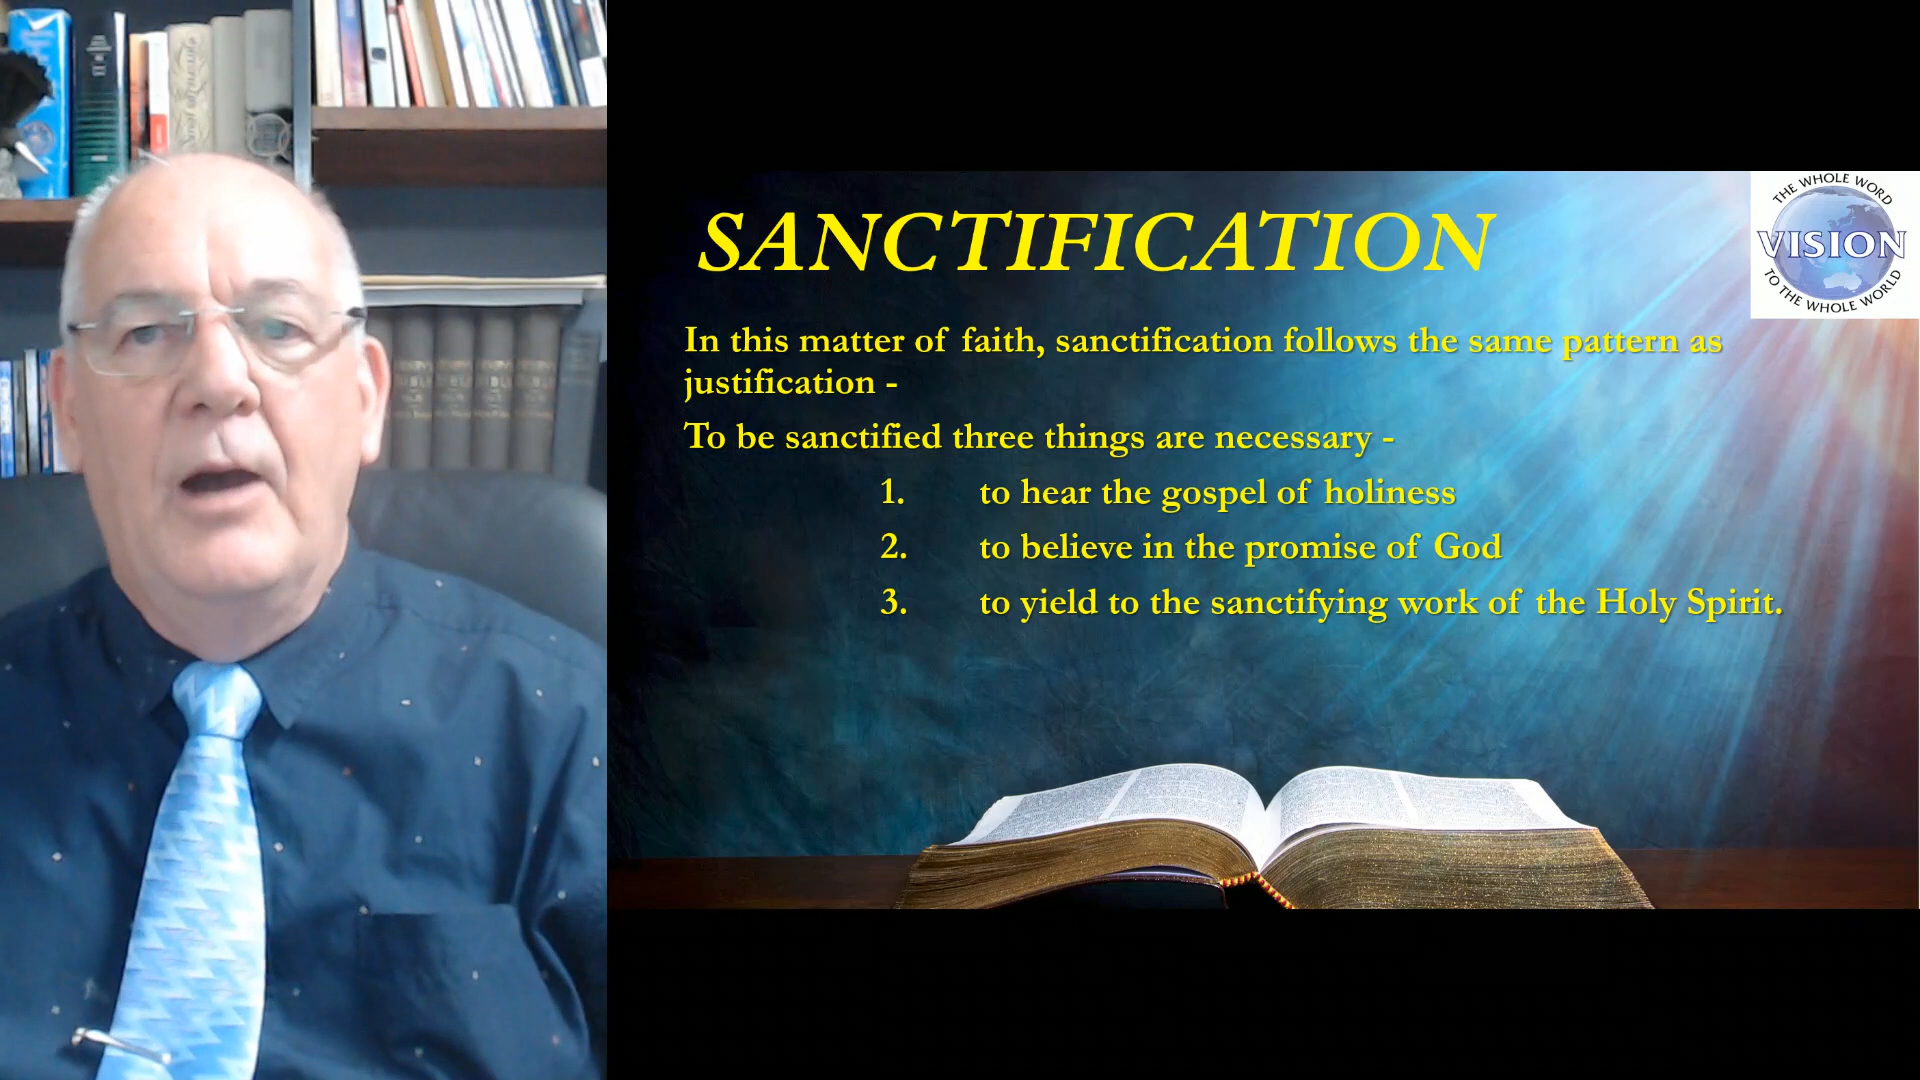 SANCTIFICATION
In this matter of faith, sanctification follows the same pattern as
justification -
To be sanctified three things are necessary -
1. to hear the gospel of holiness
2. to believe in the promise of God
3. to yield to the sanctifying work of the Holy Spirit.
THE WHOLE WORD
VISION
TO THE WHOLE WORLD